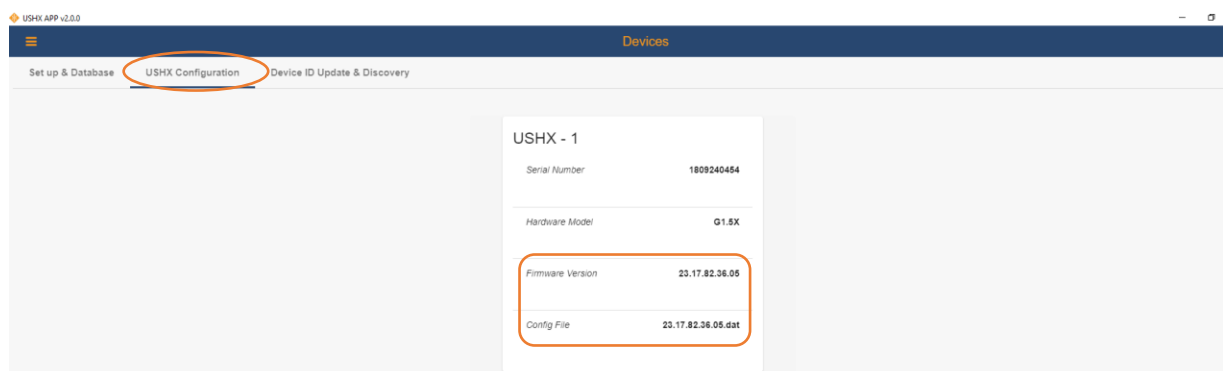 USHX APP v2.0.0
Devices
Set up & Database USHX Configuration Device ID Update & Discovery
USHX - 1
Serial Number 1809240454
Hardware Model G1.5X
Firmware Version 23.17.82.36.05
Config File 23.17.82.36.05.dat